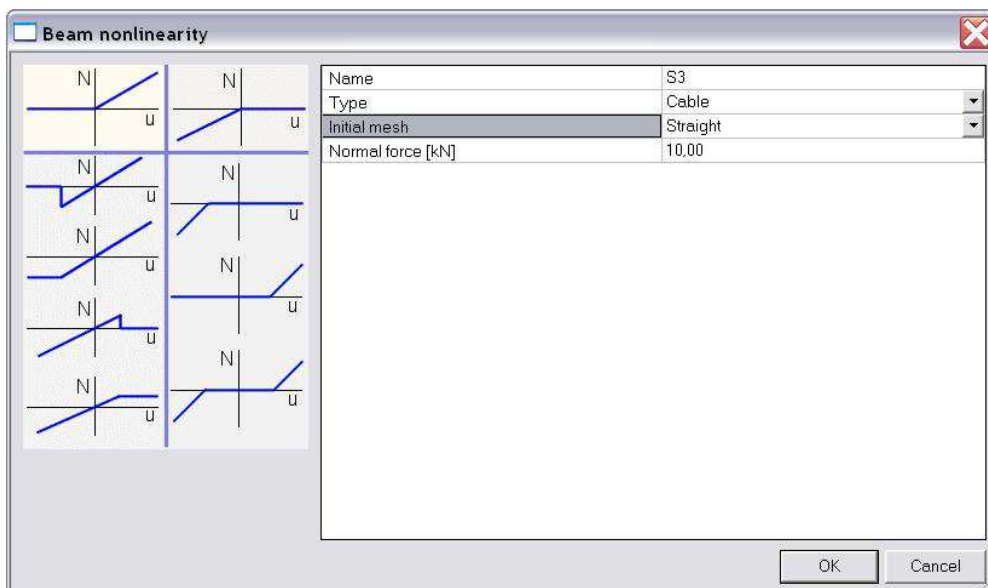 Beam nonlinearity
N
u
N
u
N
u
N
u
N
u
N
u
N
u
N
u
N
u
Name S3
Type Cable
Initial mesh Straight
Normal force [kN] 10,00
OK Cancel